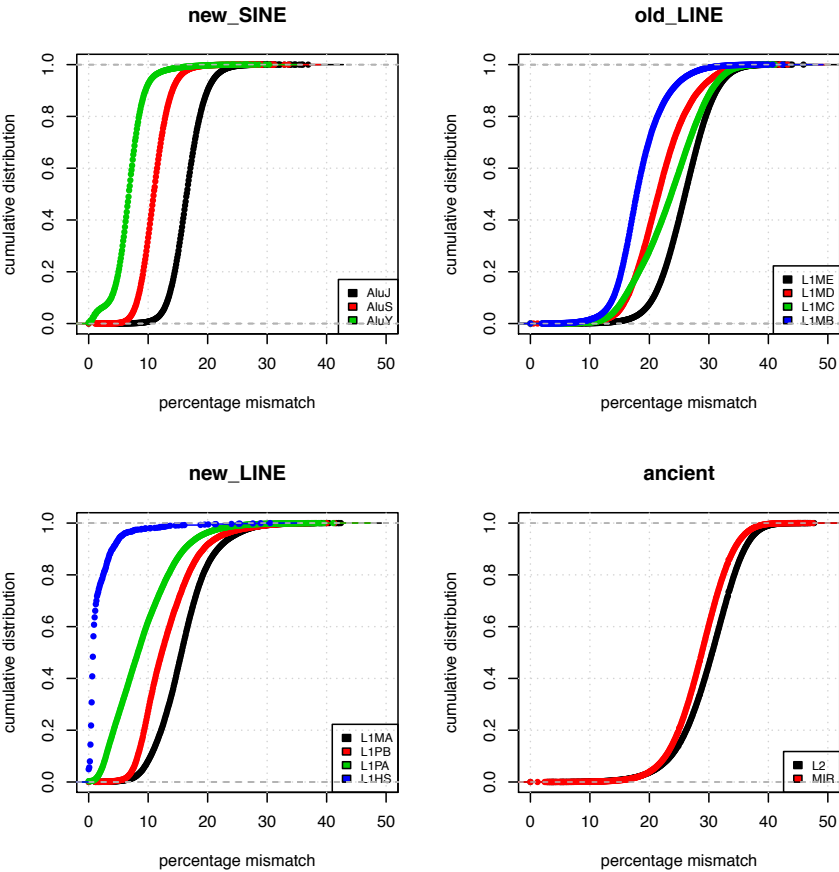 new_SINE
cumulative distribution
1.0
0.8
0.6
0.4
0.2
0.0
AluJ
AluS
AluY
0 10 20 30 40 50
percentage mismatch
old_LINE
cumulative distribution
1.0
0.8
0.6
0.4
0.2
0.0
L1ME
L1MD
L1MC
L1MB
0 10 20 30 40 50
percentage mismatch
new_LINE
cumulative distribution
1.0
0.8
0.6
0.4
0.2
0.0
L1MA
L1PB
L1PA
L1HS
0 10 20 30 40 50
percentage mismatch
ancient
cumulative distribution
1.0
0.8
0.6
0.4
0.2
0.0
L2
MIR
0 10 20 30 40 50
percentage mismatch